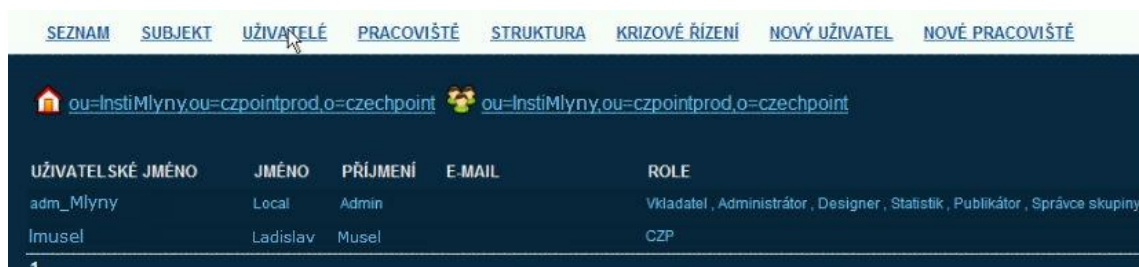 SEZNAM SUBJEKT UŽIVATELÉ PRACOVIŠTĚ STRUKTURA KRIZOVÉ ŘÍZENÍ NOVÝ UŽIVATEL NOVÉ PRACOVIŠTĚ
ou=InstiMlyny,ou=czpointprod,o=czechpoint ou=InstiMlyny,ou=czpointprod,o=czechpoint
UŽIVATELSKÉ JMÉNO JMÉNO PŘÍJMENÍ E-MAIL ROLE
adm_Mlyny Local Admin Vkladatel , Administrátor , Designer , Statistik , Publikátor , Správce skupiny
lmusel Ladislav Musel CZP